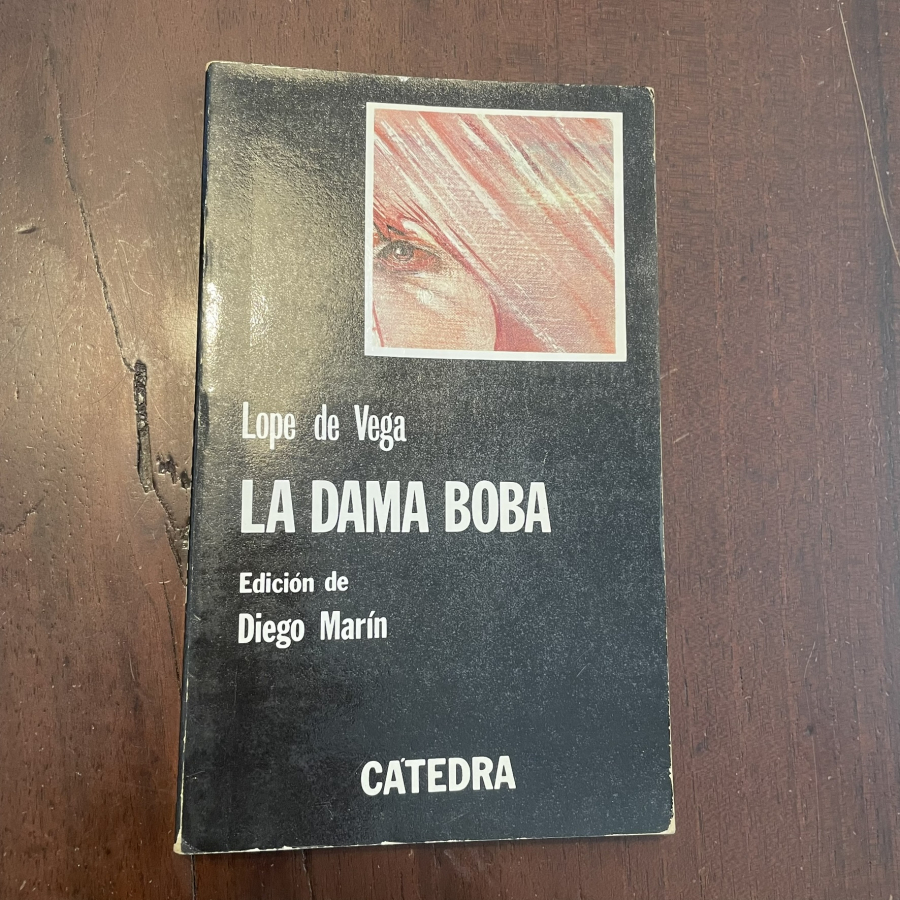 Lope de Vega
LA DAMA BOBA
Edición de
Diego Marín
CÁTEDRA